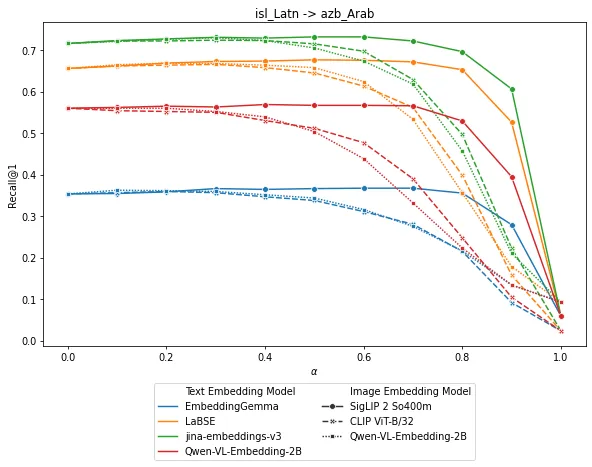 isl_Latn -> azb_Arab
Recall@1
0.7
0.6
0.5
0.4
0.3
0.2
0.1
0.0
0.0 0.2 0.4 0.6 0.8 1.0
α
Text Embedding Model
EmbeddingGemma
LaBSE
jina-embeddings-v3
Qwen-VL-Embedding-2B
Image Embedding Model
SigLIP 2 So400m
CLIP ViT-B/32
Qwen-VL-Embedding-2B